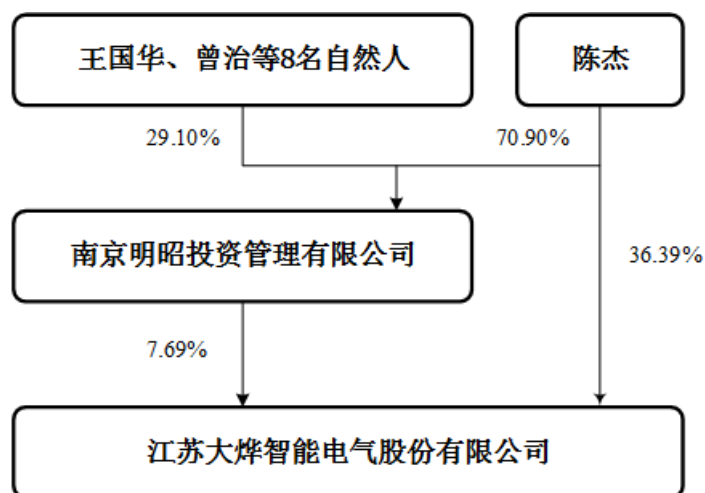 王国华、曾治等8名自然人
陈杰
29.10%
70.90%
南京明昭投资管理有限公司
36.39%
7.69%
江苏大烨智能电气股份有限公司